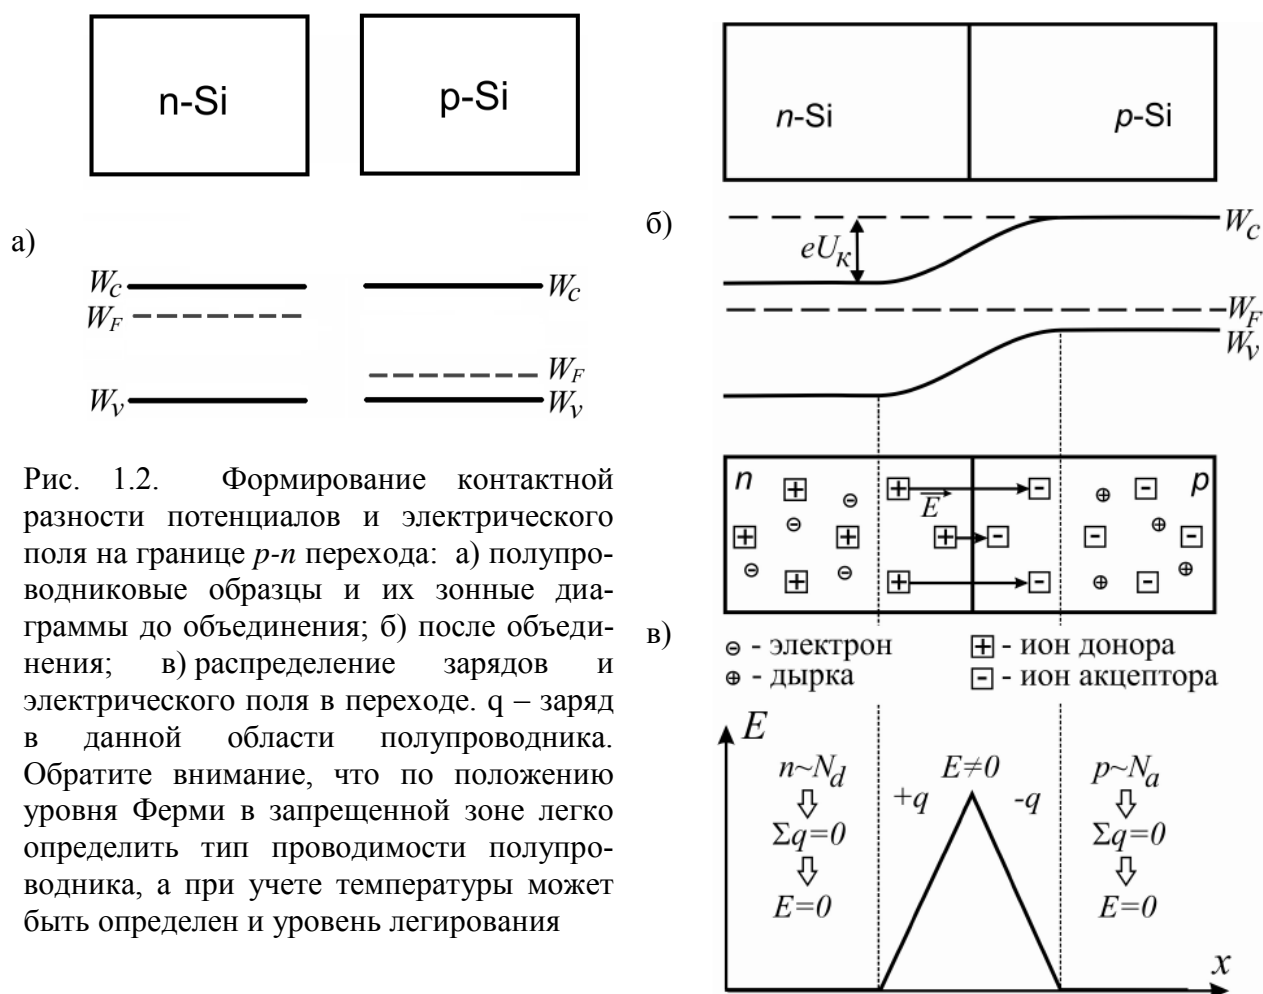 n-Si
p-Si
а)
W_c
W_c
W_F
W_F
W_v
W_v
Рис. 1.2. Формирование контактной
разности потенциалов и электрического
поля на границе p-n перехода: а) полупро-
водниковые образцы и их зонные диа-
граммы до объединения; б) после объеди-
нения; в) распределение зарядов и
электрического поля в переходе. q – заряд
в данной области полупроводника.
Обратите внимание, что по положению
уровня Ферми в запрещенной зоне легко
определить тип проводимости полупро-
водника, а при учете температуры может
быть определен и уровень легирования
n-Si
p-Si
б)
eU_к
W_C
W_F
W_v
n
p
E
в)
⊖ - электрон
+ - ион донора
⊕ - дырка
- - ион акцептора
E
n~N_d
E≠0
p~N_a
+q
-q
Σq=0
Σq=0
E=0
E=0
x